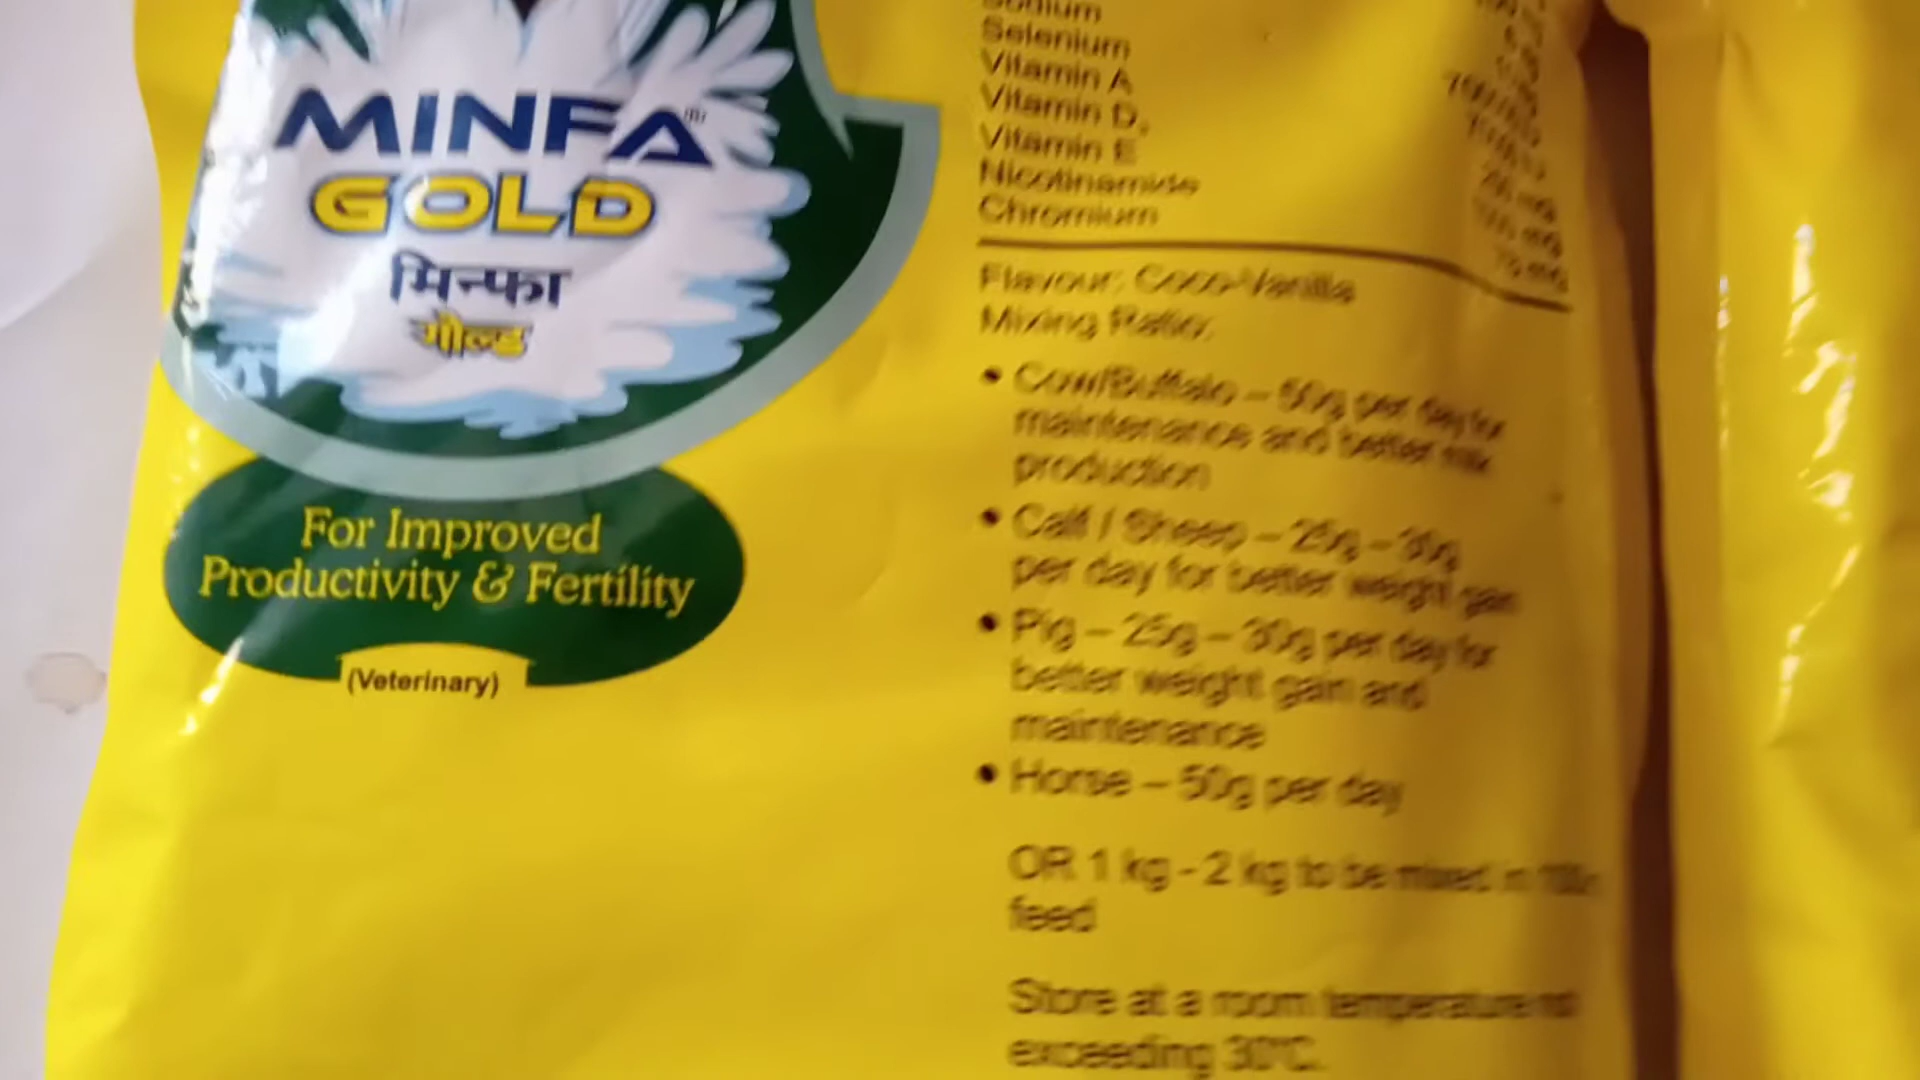 MINFA
GOLD
मिन्फा
गोल्ड
For Improved
Productivity & Fertility
(Veterinary)
Sodium
Selenium
Vitamin A
Vitamin D3
Vitamin E
Nicotinamide
Chromium
Flavour: Coco-Vanilla
Mixing Ratio:
• Cow/Buffalo – 50g per day for
maintenance and better milk
production
• Calf / Sheep – 25g – 30g
per day for better weight gain
• Pig – 25g – 30g per day for
better weight gain and
maintenance
• Horse – 50g per day
OR 1 kg - 2 kg to be mixed in
feed
Store at a room temperature not
exceeding 30°C.